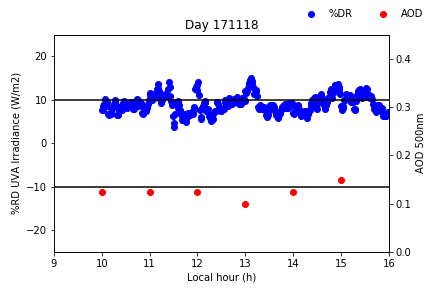 %DR AOD
Day 171118
%RD UVA Irradiance (W/m2)
20
10
0
−10
−20
0.4
0.3
0.2
0.1
0.0
AOD 500nm
9 10 11 12 13 14 15 16
Local hour (h)